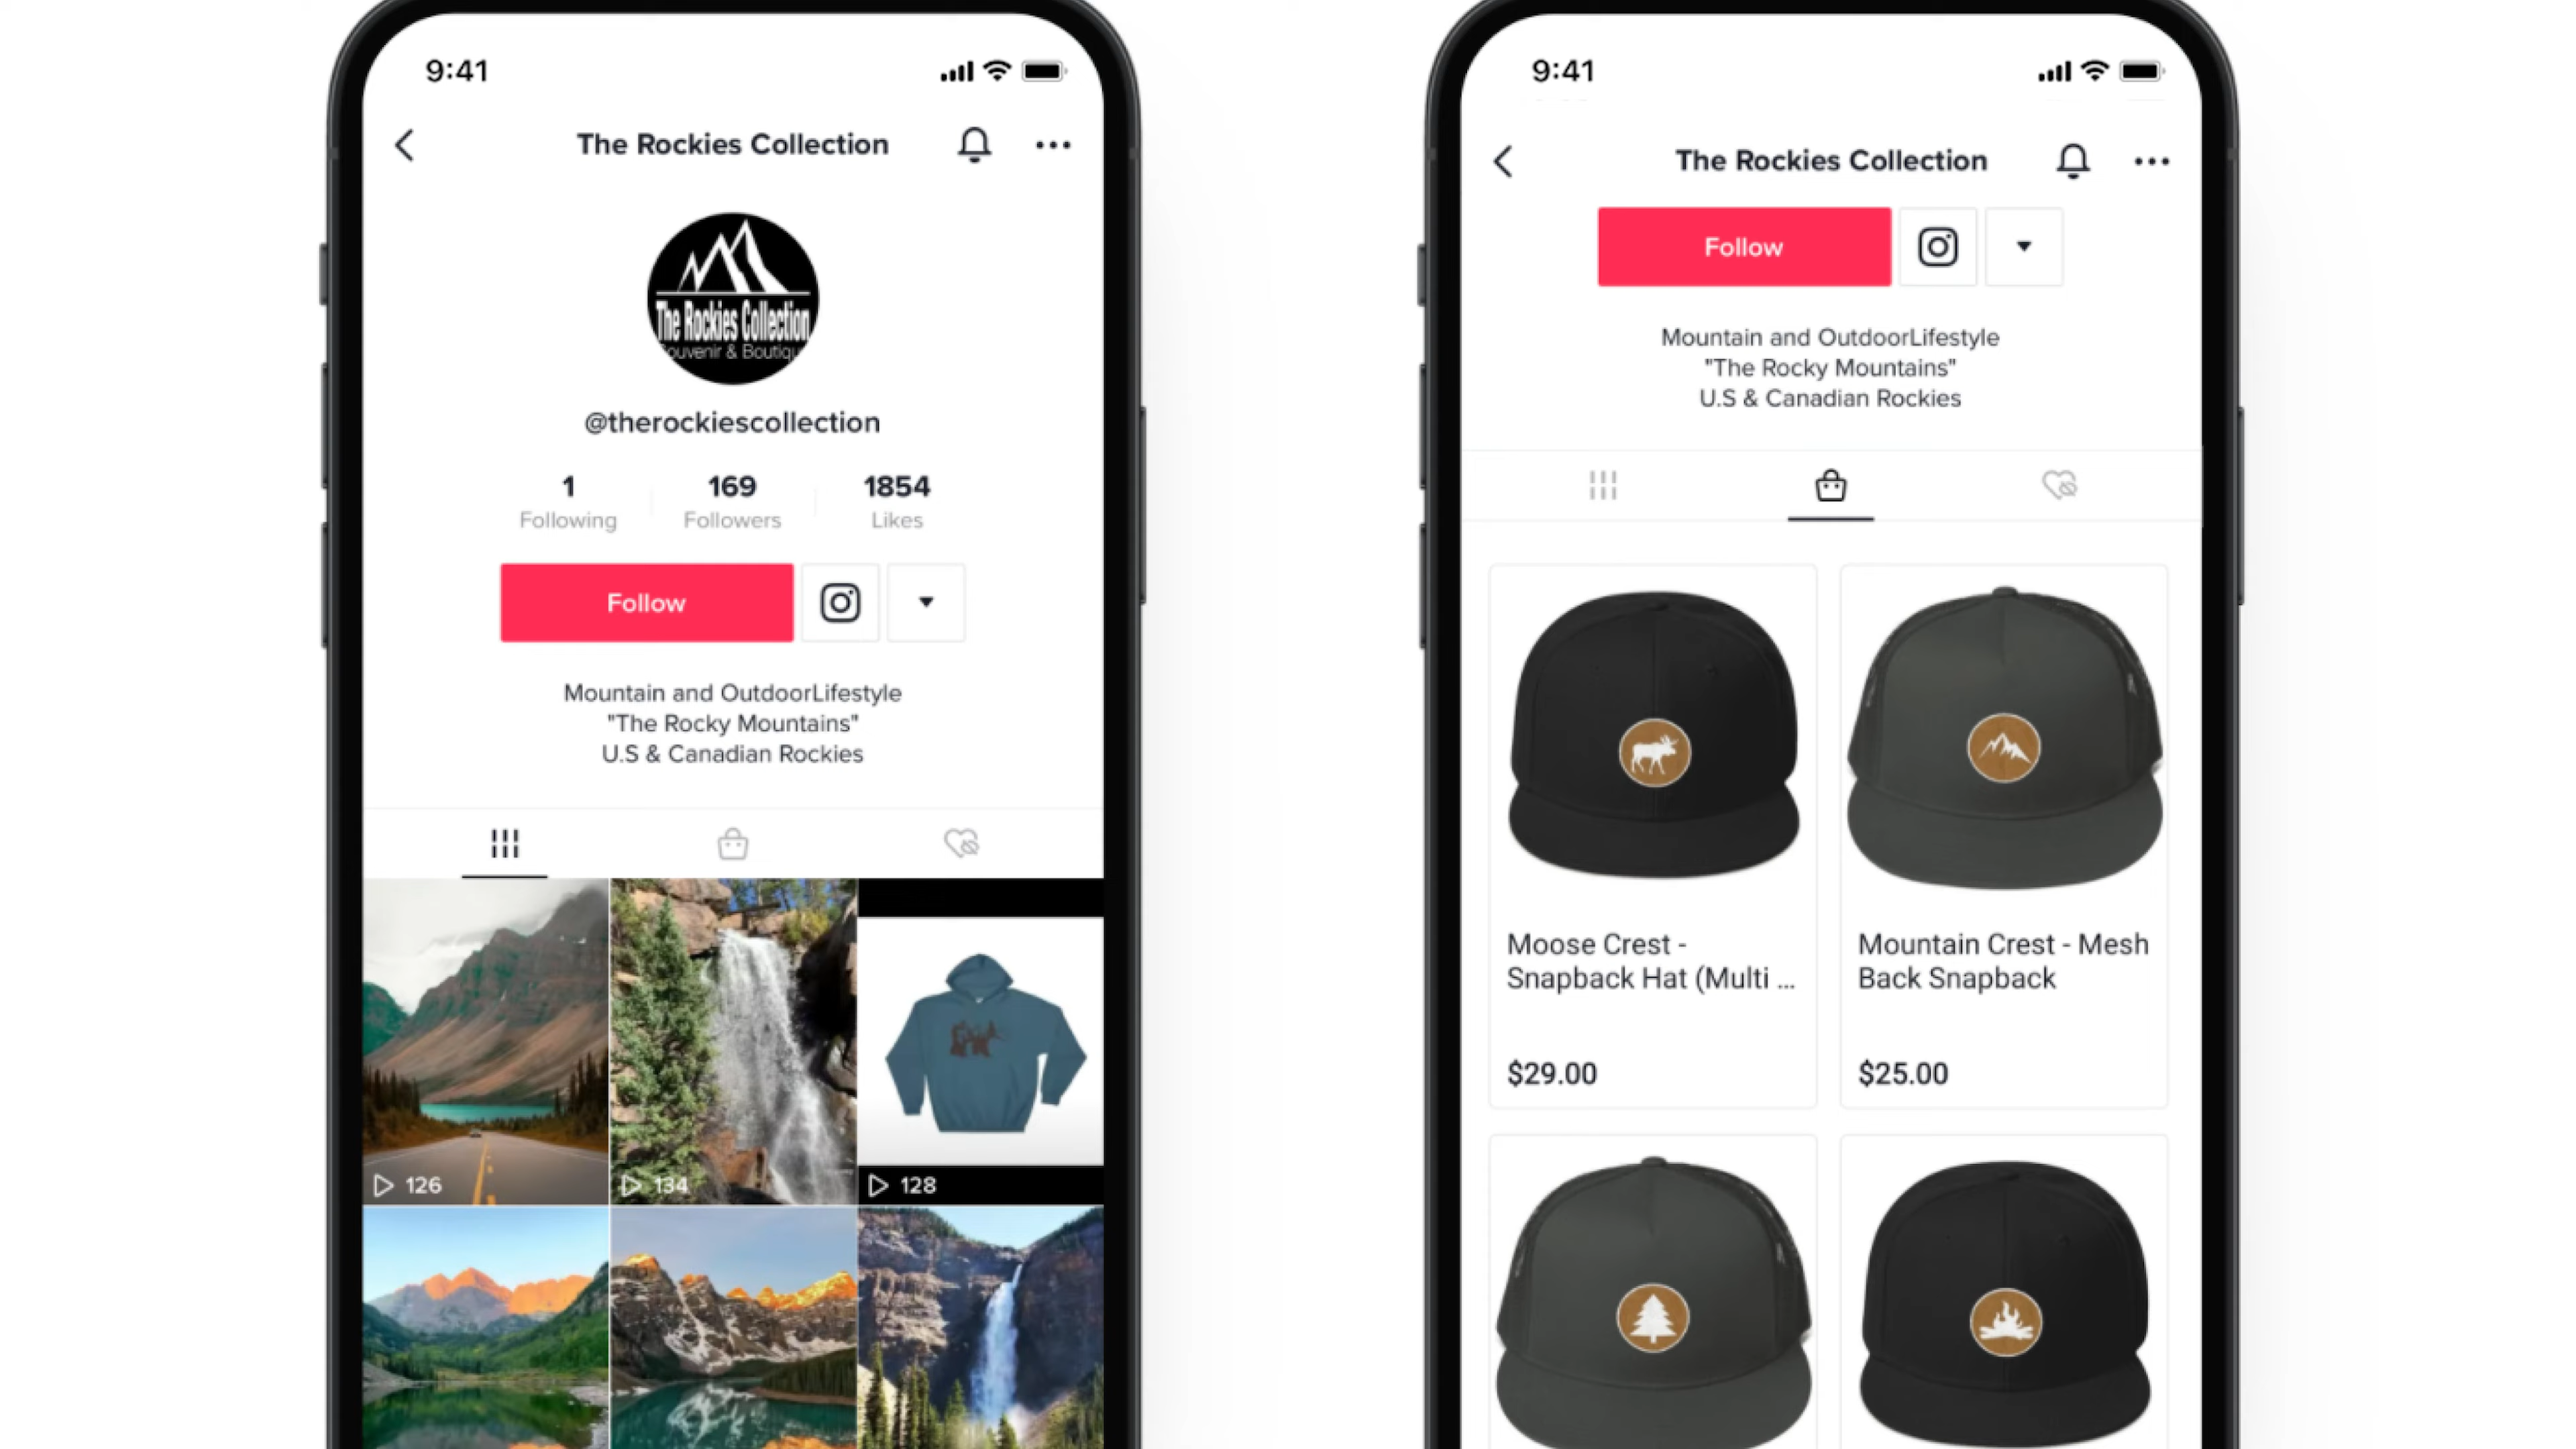 9:41
The Rockies Collection
The Rockies Collection
ouvenir & Boutiqu
@therockiescollection
1
169
1854
Following
Followers
Likes
Follow
Mountain and OutdoorLifestyle
"The Rocky Mountains"
U.S & Canadian Rockies
126
134
128
9:41
The Rockies Collection
Follow
Mountain and OutdoorLifestyle
"The Rocky Mountains"
U.S & Canadian Rockies
Moose Crest -
Snapback Hat (Multi ...
$29.00
Mountain Crest - Mesh
Back Snapback
$25.00